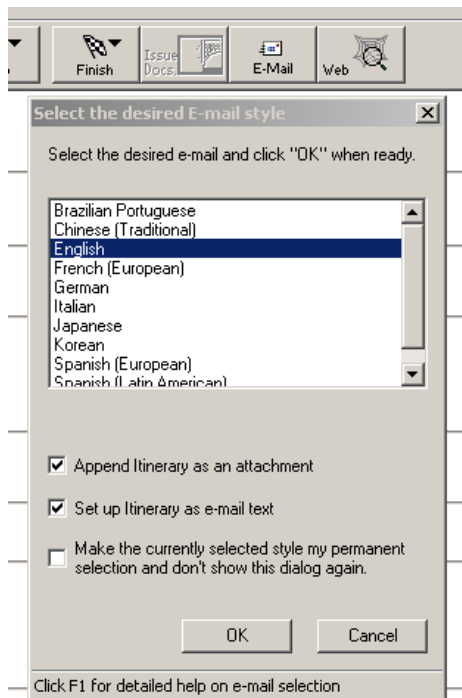 Finish
Issue
Docs.
E-Mail
Web
Select the desired E-mail style
Select the desired e-mail and click "OK" when ready.
Brazilian Portuguese
Chinese (Traditional)
English
French (European)
German
Italian
Japanese
Korean
Spanish (European)
Spanish (Latin American)
Append Itinerary as an attachment
Set up Itinerary as e-mail text
Make the currently selected style my permanent
selection and don't show this dialog again.
OK
Cancel
Click F1 for detailed help on e-mail selection